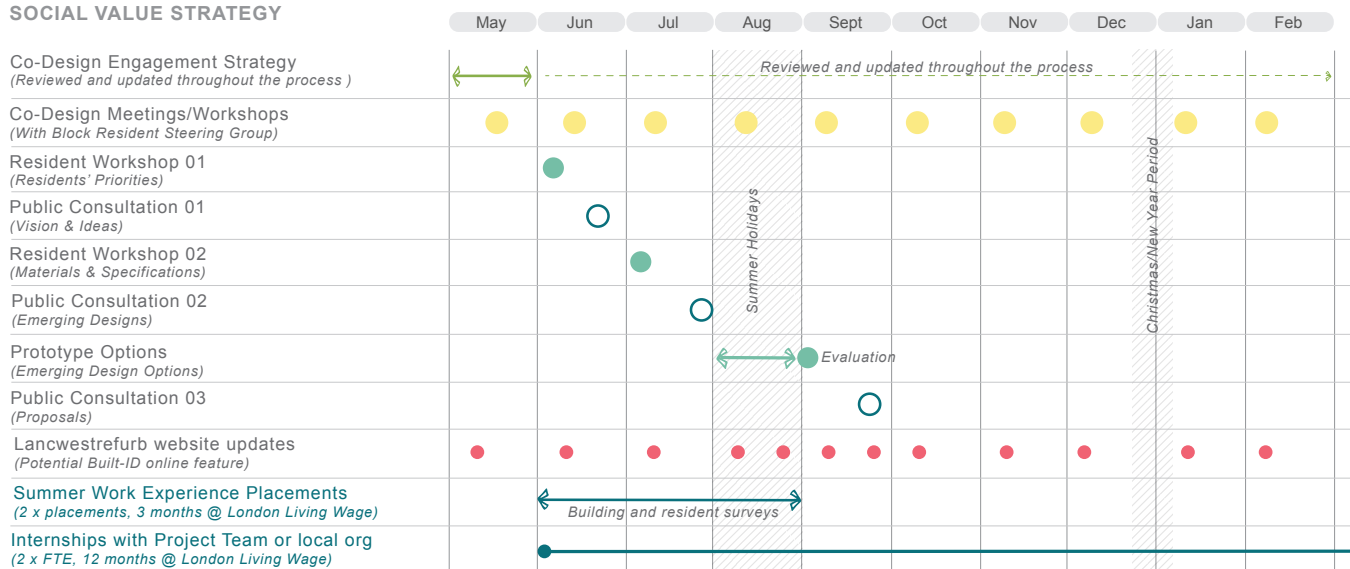 SOCIAL VALUE STRATEGY
May Jun Jul Aug Sept Oct Nov Dec Jan Feb
Co-Design Engagement Strategy
(Reviewed and updated throughout the process )
Reviewed and updated throughout the process
Co-Design Meetings/Workshops
(With Block Resident Steering Group)
Resident Workshop 01
(Residents' Priorities)
Public Consultation 01
(Vision & Ideas)
Resident Workshop 02
(Materials & Specifications)
Public Consultation 02
(Emerging Designs)
Summer Holidays
Christmas/New Year Period
Prototype Options
(Emerging Design Options)
Evaluation
Public Consultation 03
(Proposals)
Lancwestrefurb website updates
(Potential Built-ID online feature)
Summer Work Experience Placements
(2 x placements, 3 months @ London Living Wage)
Building and resident surveys
Internships with Project Team or local org
(2 x FTE, 12 months @ London Living Wage)